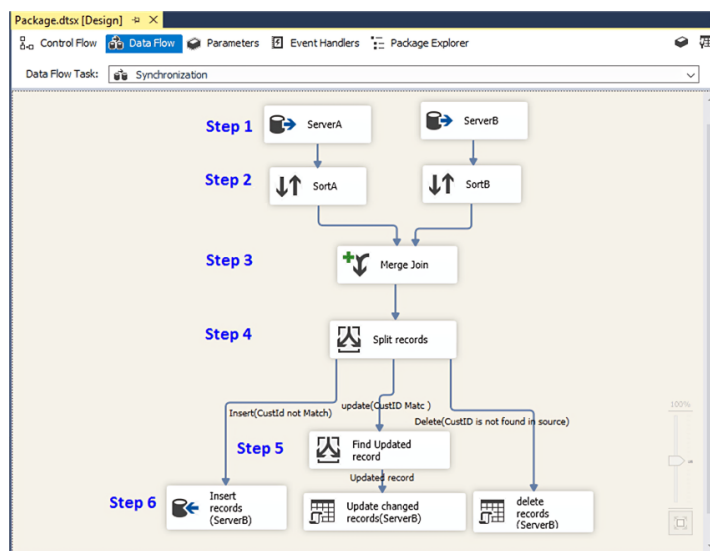 Package.dtsx [Design]
Control Flow
Data Flow
Parameters
Event Handlers
Package Explorer
Data Flow Task:
Synchronization
Step 1
ServerA
ServerB
Step 2
SortA
SortB
Step 3
Merge Join
Step 4
Split records
Insert(CustId not Match)
update(CustID Matc )
Delete(CustID is not found in source)
Step 5
Find Updated
record
Updated record
Step 6
Insert
records
(ServerB)
Update changed
records(ServerB)
delete
records
(ServerB)
100%